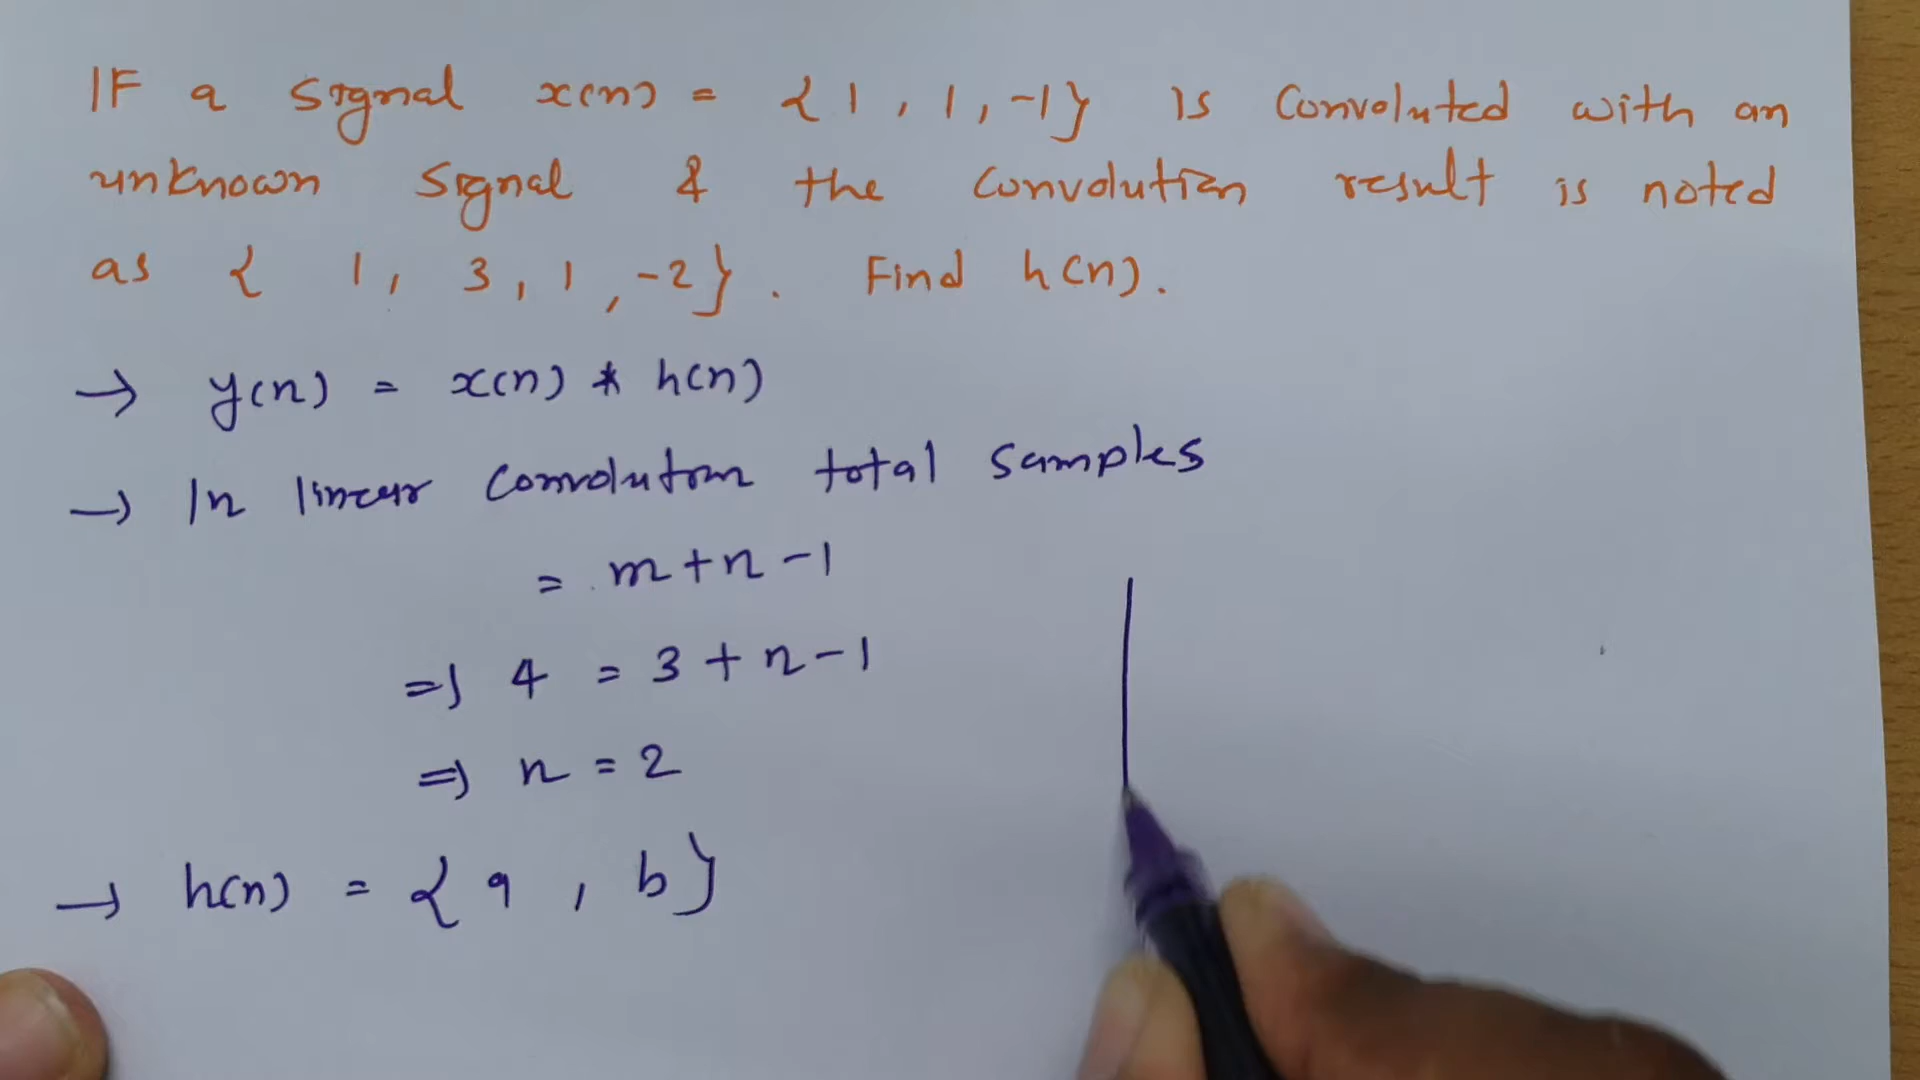 IF a signal x(n) = {1, 1, -1} is convoluted with an
unknown signal & the convolution result is noted
as { 1, 3, 1, -2}. Find h(n).
→ y(n) = x(n) * h(n)
→ In linear convolution total samples
= m+n-1
⇒ 4 = 3+n-1
⇒ n = 2
→ h(n) = {a, b}